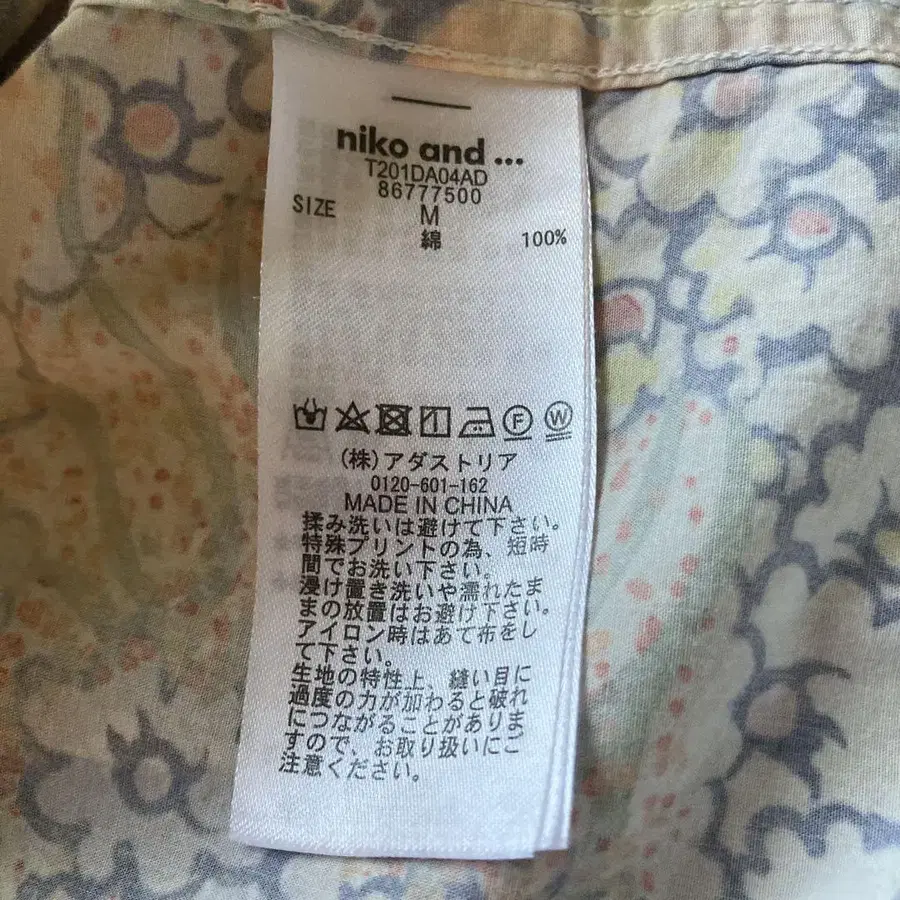 niko and ...
T201DA04AD
86777500
SIZE M
綿 100%
F W
(株)アダストリア
0120-601-162
MADE IN CHINA
揉み洗いは避けて下さい。
特殊プリントの為、短時
間でお洗い下さい。
浸け置き洗いや濡れたま
まの放置はお避け下さい。
アイロン時はあて布をし
て下さい。
生地の特性上、縫い目に
過度の力が加わると破れ
につながることがありま
すので、お取り扱いにご
注意ください。